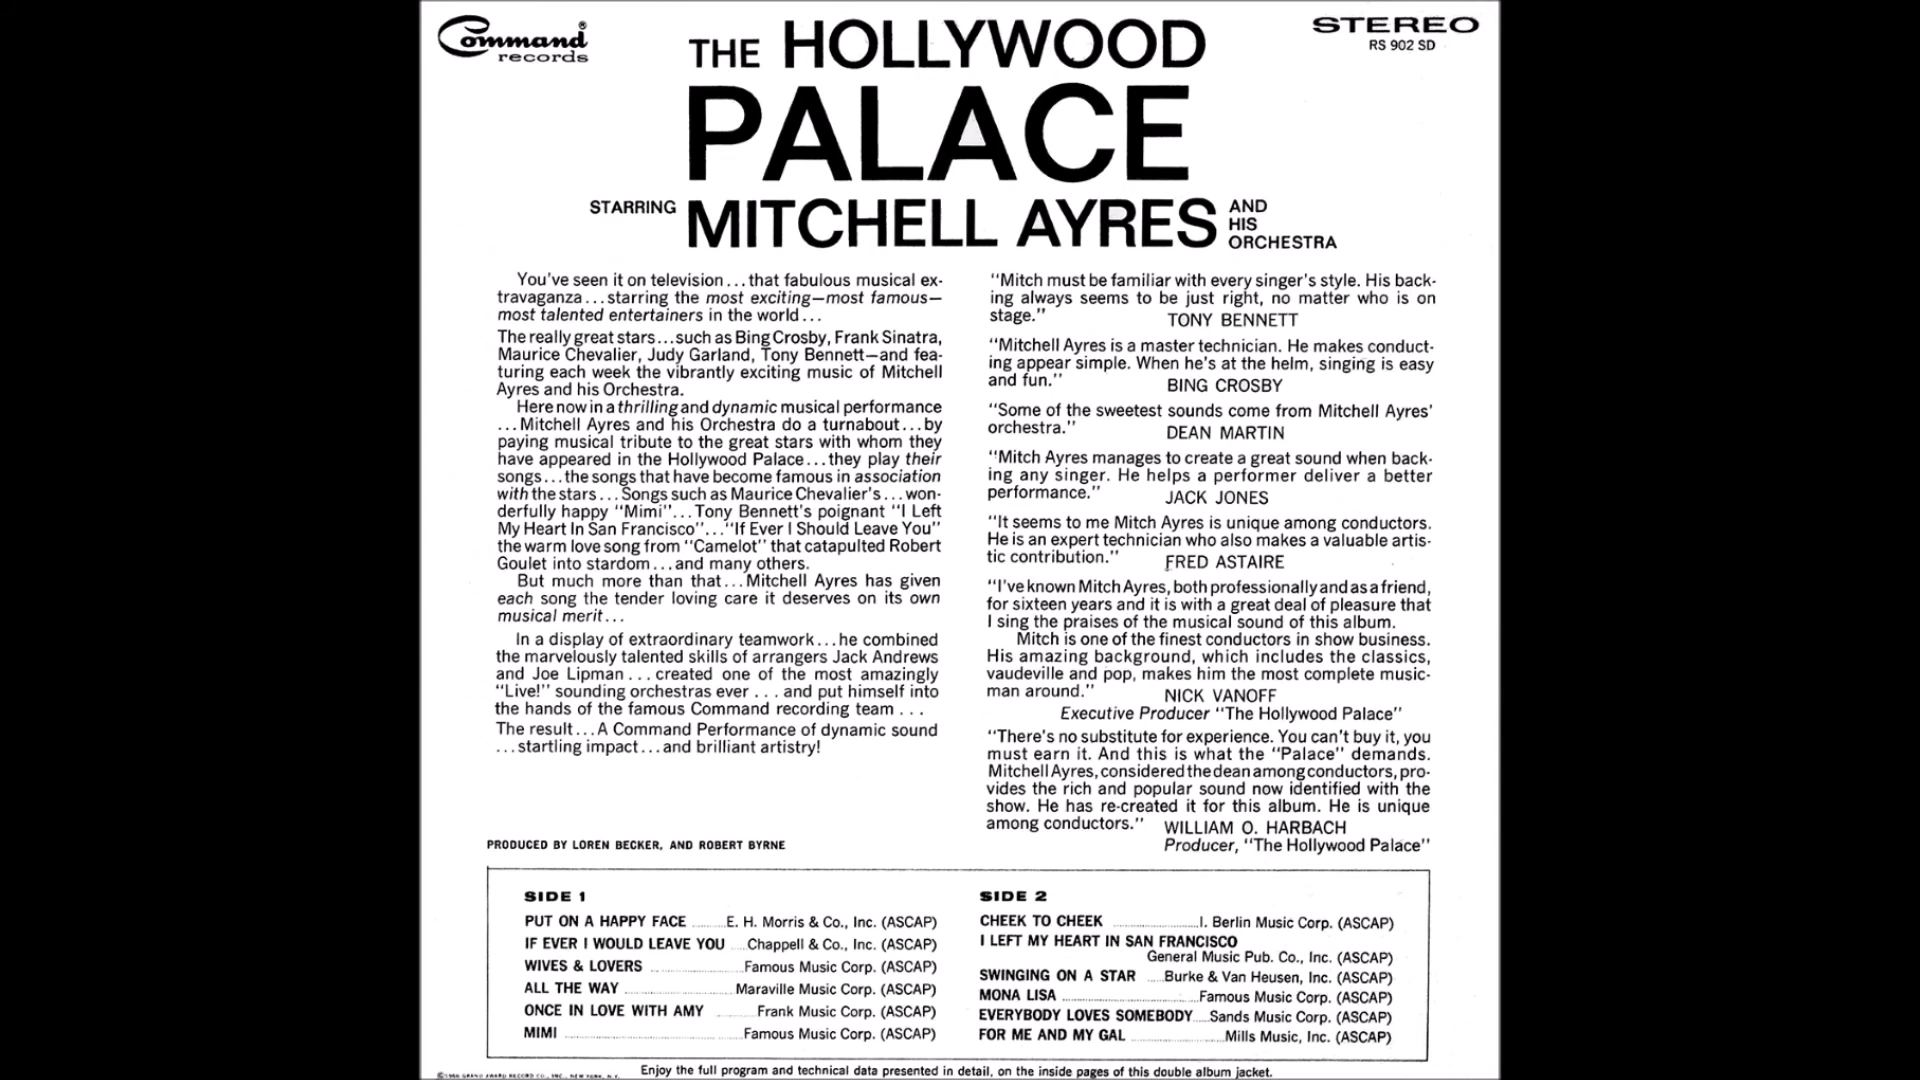 Command®
records
THE HOLLYWOOD
PALACE
STARRING MITCHELL AYRES AND HIS ORCHESTRA
STEREO
RS 902 SD
You've seen it on television...that fabulous musical ex-
travaganza...starring the most exciting—most famous—
most talented entertainers in the world...
The really great stars...such as Bing Crosby, Frank Sinatra,
Maurice Chevalier, Judy Garland, Tony Bennett—and fea-
turing each week the vibrantly exciting music of Mitchell
Ayres and his Orchestra.
Here now in a thrilling and dynamic musical performance
...Mitchell Ayres and his Orchestra do a turnabout...by
paying musical tribute to the great stars with whom they
have appeared in the Hollywood Palace...they play their
songs...the songs that have become famous in association
with the stars...Songs such as Maurice Chevalier's...won-
derfully happy "Mimi"...Tony Bennett's poignant "I Left
My Heart In San Francisco"..."If Ever I Should Leave You"
the warm love song from "Camelot" that catapulted Robert
Goulet into stardom...and many others.
But much more than that...Mitchell Ayres has given
each song the tender loving care it deserves on its own
musical merit...
In a display of extraordinary teamwork...he combined
the marvelously talented skills of arrangers Jack Andrews
and Joe Lipman...created one of the most amazingly
"Live!" sounding orchestras ever...and put himself into
the hands of the famous Command recording team...
The result...A Command Performance of dynamic sound
...startling impact...and brilliant artistry!
PRODUCED BY LOREN BECKER, AND ROBERT BYRNE
"Mitch must be familiar with every singer's style. His back-
ing always seems to be just right, no matter who is on
stage."
TONY BENNETT
"Mitchell Ayres is a master technician. He makes conduct-
ing appear simple. When he's at the helm, singing is easy
and fun."
BING CROSBY
"Some of the sweetest sounds come from Mitchell Ayres'
orchestra."
DEAN MARTIN
"Mitch Ayres manages to create a great sound when back-
ing any singer. He helps a performer deliver a better
performance."
JACK JONES
"It seems to me Mitch Ayres is unique among conductors.
He is an expert technician who also makes a valuable artis-
tic contribution."
FRED ASTAIRE
"I've known Mitch Ayres, both professionally and as a friend,
for sixteen years and it is with a great deal of pleasure that
I sing the praises of the musical sound of this album.
Mitch is one of the finest conductors in show business.
His amazing background, which includes the classics,
vaudeville and pop, makes him the most complete music-
man around."
NICK VANOFF
Executive Producer "The Hollywood Palace"
"There's no substitute for experience. You can't buy it, you
must earn it. And this is what the "Palace" demands.
Mitchell Ayres, considered the dean among conductors, pro-
vides the rich and popular sound now identified with the
show. He has re-created it for this album. He is unique
among conductors."
WILLIAM O. HARBACH
Producer, "The Hollywood Palace"
SIDE 1
PUT ON A HAPPY FACE ........ E. H. Morris & Co., Inc. (ASCAP)
IF EVER I WOULD LEAVE YOU .... Chappell & Co., Inc. (ASCAP)
WIVES & LOVERS ........ Famous Music Corp. (ASCAP)
ALL THE WAY ........ Maraville Music Corp. (ASCAP)
ONCE IN LOVE WITH AMY ........ Frank Music Corp. (ASCAP)
MIMI ........ Famous Music Corp. (ASCAP)
SIDE 2
CHEEK TO CHEEK ........ I. Berlin Music Corp. (ASCAP)
I LEFT MY HEART IN SAN FRANCISCO
General Music Pub. Co., Inc. (ASCAP)
SWINGING ON A STAR .... Burke & Van Heusen, Inc. (ASCAP)
MONA LISA ........ Famous Music Corp. (ASCAP)
EVERYBODY LOVES SOMEBODY .... Sands Music Corp. (ASCAP)
FOR ME AND MY GAL ........ Mills Music, Inc. (ASCAP)
GRAND AWARD RECORD CO., INC., NEW YORK, N.Y.
Enjoy the full program and technical data presented in detail, on the inside pages of this double album jacket.